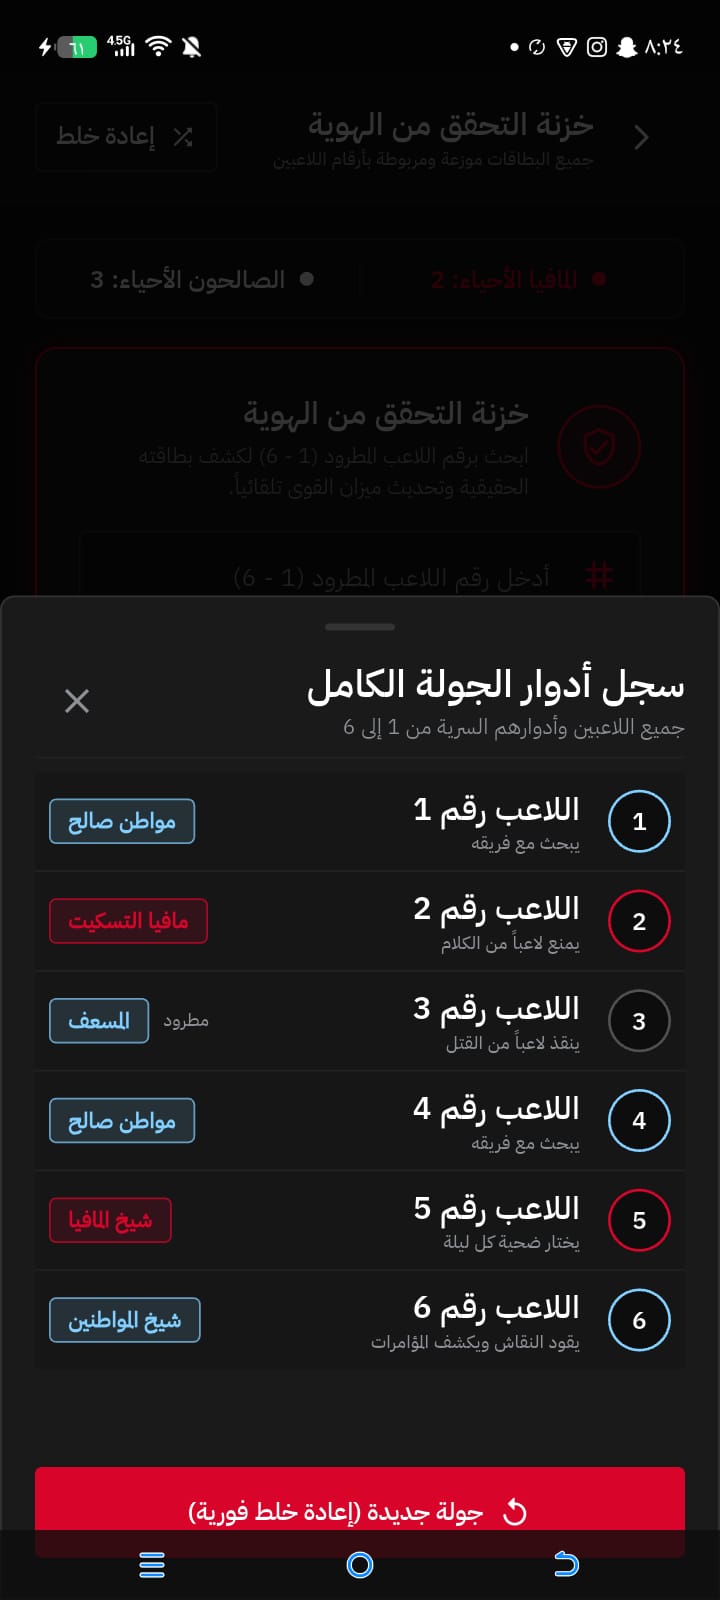 ٨:٢٤
4.5G
٦١
خزنة التحقق من الهوية
جميع البطاقات موزعة ومربوطة بأرقام اللاعبين
إعادة خلط
المافيا الأحياء: 2
الصالحون الأحياء: 3
خزنة التحقق من الهوية
ابحث برقم اللاعب المطرود (1 - 6) لكشف بطاقته
الحقيقية وتحديث ميزان القوى تلقائياً.
أدخل رقم اللاعب المطرود (1 - 6)
سجل أدوار الجولة الكامل
جميع اللاعبين وأدوارهم السرية من 1 إلى 6
1
اللاعب رقم 1
يبحث مع فريقه
مواطن صالح
2
اللاعب رقم 2
يمنع لاعباً من الكلام
مافيا التسكيت
3
اللاعب رقم 3
ينقذ لاعباً من القتل
مطرود
المسعف
4
اللاعب رقم 4
يبحث مع فريقه
مواطن صالح
5
اللاعب رقم 5
يختار ضحية كل ليلة
شيخ المافيا
6
اللاعب رقم 6
يقود النقاش ويكشف المؤامرات
شيخ المواطنين
جولة جديدة (إعادة خلط فورية)